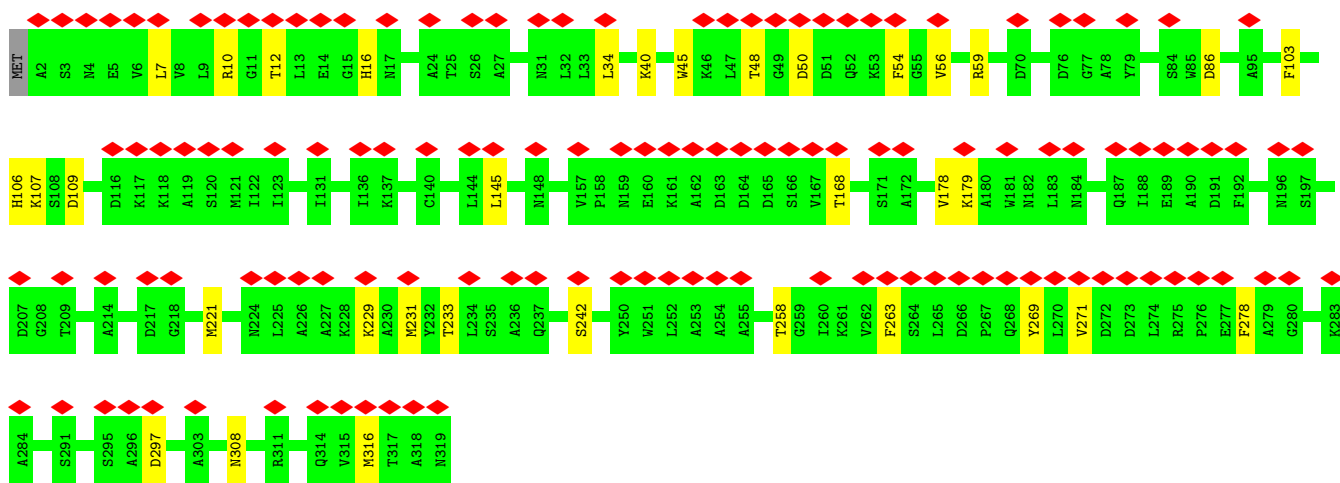 MET A2 S3 N4 E5 V6 L7 V8 L9 R10 G11 T12 L13 E14 G15 H16 N17 A24 T25 S26 A27 N31 L32 L33 L34 K40 W45 K46 L47 T48 G49 D50 D51 Q52 K53 F54 G55 V56 R59 D70 D76 G77 A78 Y79 S84 W85 D86 A95 F103
H106 K107 S108 D109 D116 K117 K118 A119 S120 M121 I122 I123 I131 I136 K137 C140 L144 L145 N148 V157 P158 N159 E160 K161 A162 D163 D164 D165 S166 V167 T168 S171 A172 V178 K179 A180 W181 N182 L183 N184 Q187 I188 E189 A190 D191 F192 N196 S197
D207 G208 T209 A214 D217 G218 M221 N224 L225 A226 A227 K228 K229 A230 M231 Y232 T233 L234 S235 A236 Q237 S242 Y250 W251 L252 A253 A254 A255 T258 G259 I260 K261 V262 F263 S264 L265 D266 P267 Q268 Y269 L270 V271 D272 D273 L274 R275 P276 E277 F278 A279 G280 K283
A284 S291 S295 A296 D297 A303 N308 R311 Q314 V315 M316 T317 A318 N319